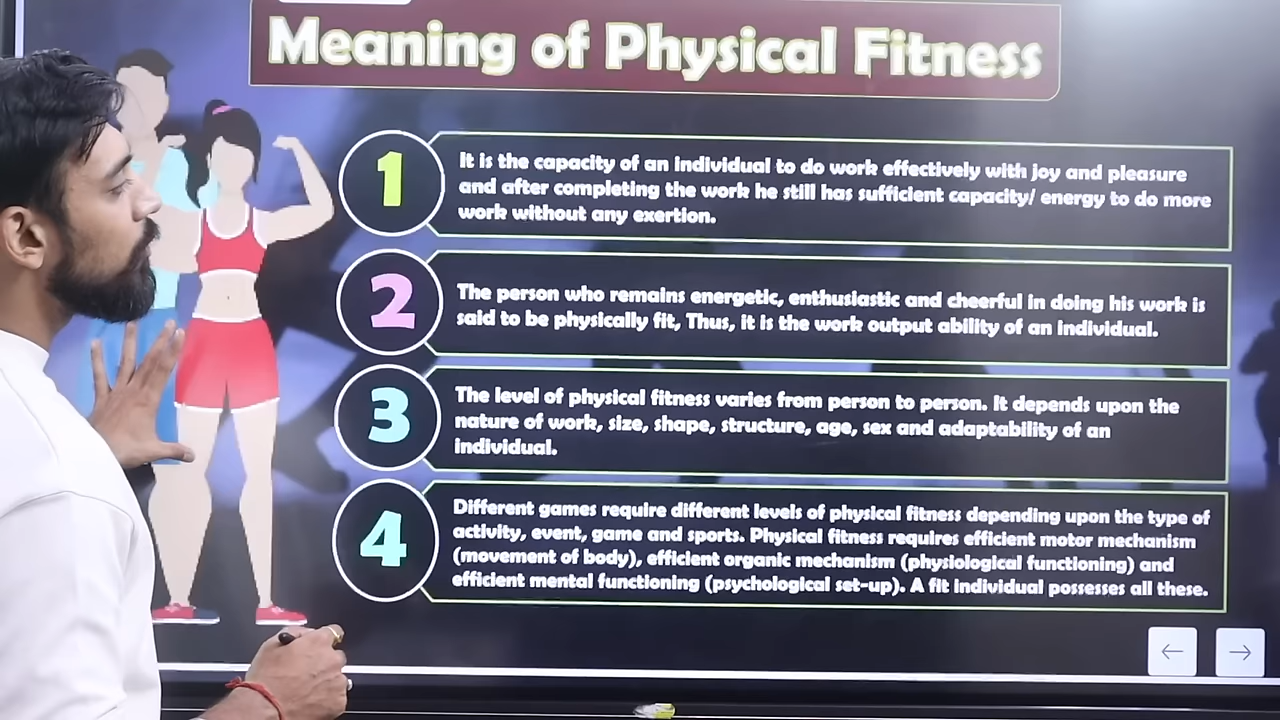 Meaning of Physical Fitness
1
It is the capacity of an individual to do work effectively with joy and pleasure
and after completing the work he still has sufficient capacity/ energy to do more
work without any exertion.
2
The person who remains energetic, enthusiastic and cheerful in doing his work is
said to be physically fit, Thus, it is the work output ability of an individual.
3
The level of physical fitness varies from person to person. It depends upon the
nature of work, size, shape, structure, age, sex and adaptability of an
individual.
4
Different games require different levels of physical fitness depending upon the type of
activity, event, game and sports. Physical fitness requires efficient motor mechanism
(movement of body), efficient organic mechanism (physiological functioning) and
efficient mental functioning (psychological set-up). A fit individual possesses all these.